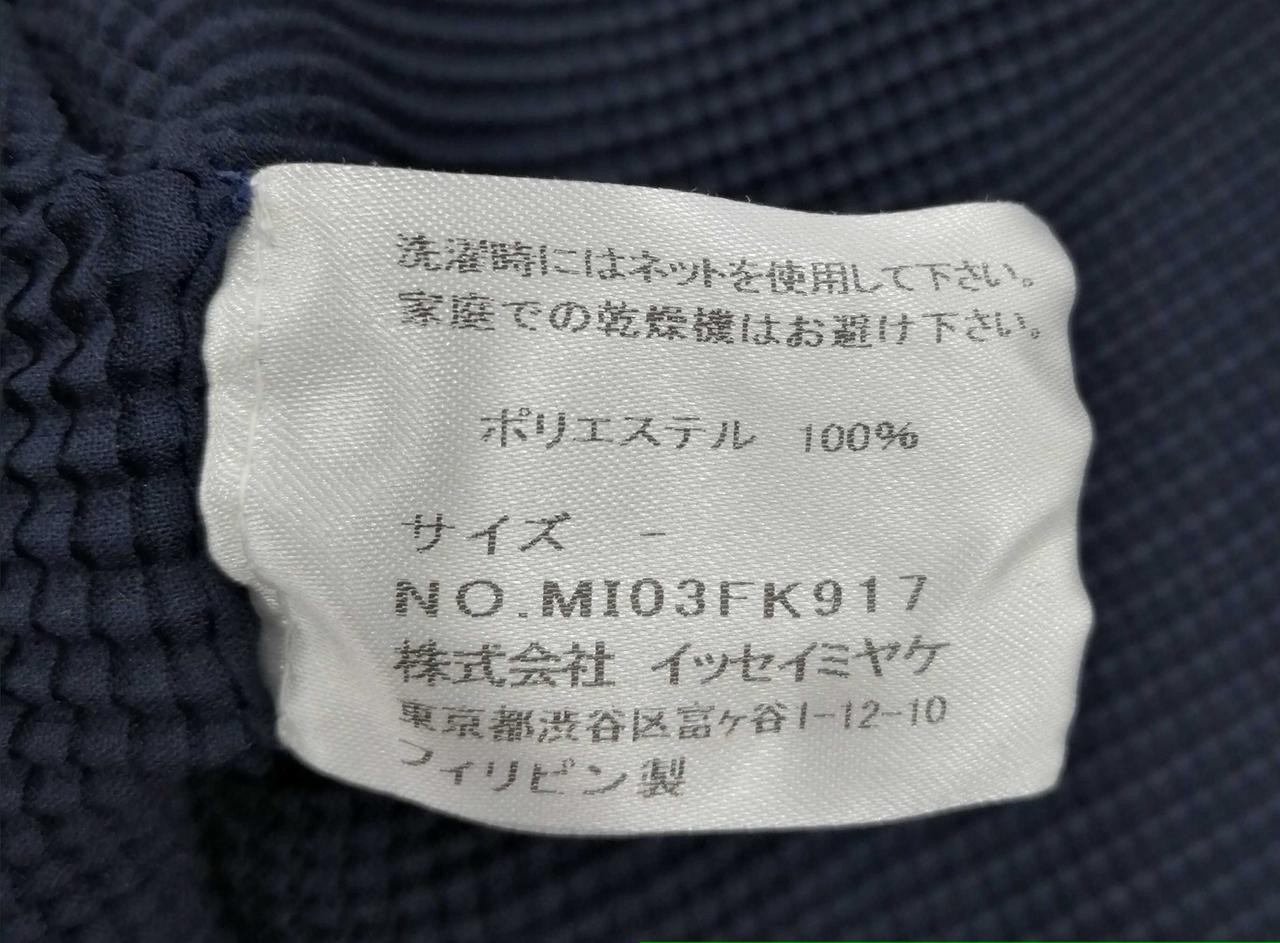 洗濯時にはネットを使用して下さい。
家庭での乾燥機はお避け下さい。
ポリエステル 100%
サイズ -
NO.MI03FK917
株式会社 イッセイミヤケ
東京都渋谷区富ヶ谷1-12-10
フィリピン製